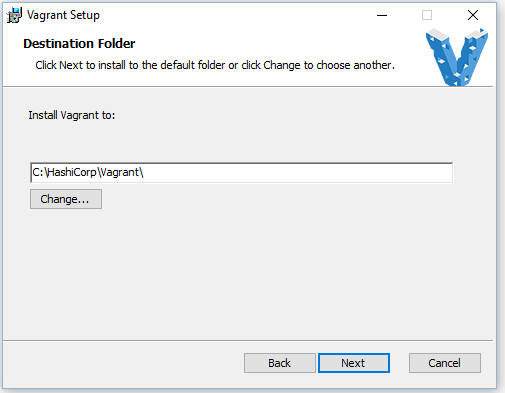 Vagrant Setup
Destination Folder
Click Next to install to the default folder or click Change to choose another.
Install Vagrant to:
C:\HashiCorp\Vagrant\
Change...
Back
Next
Cancel